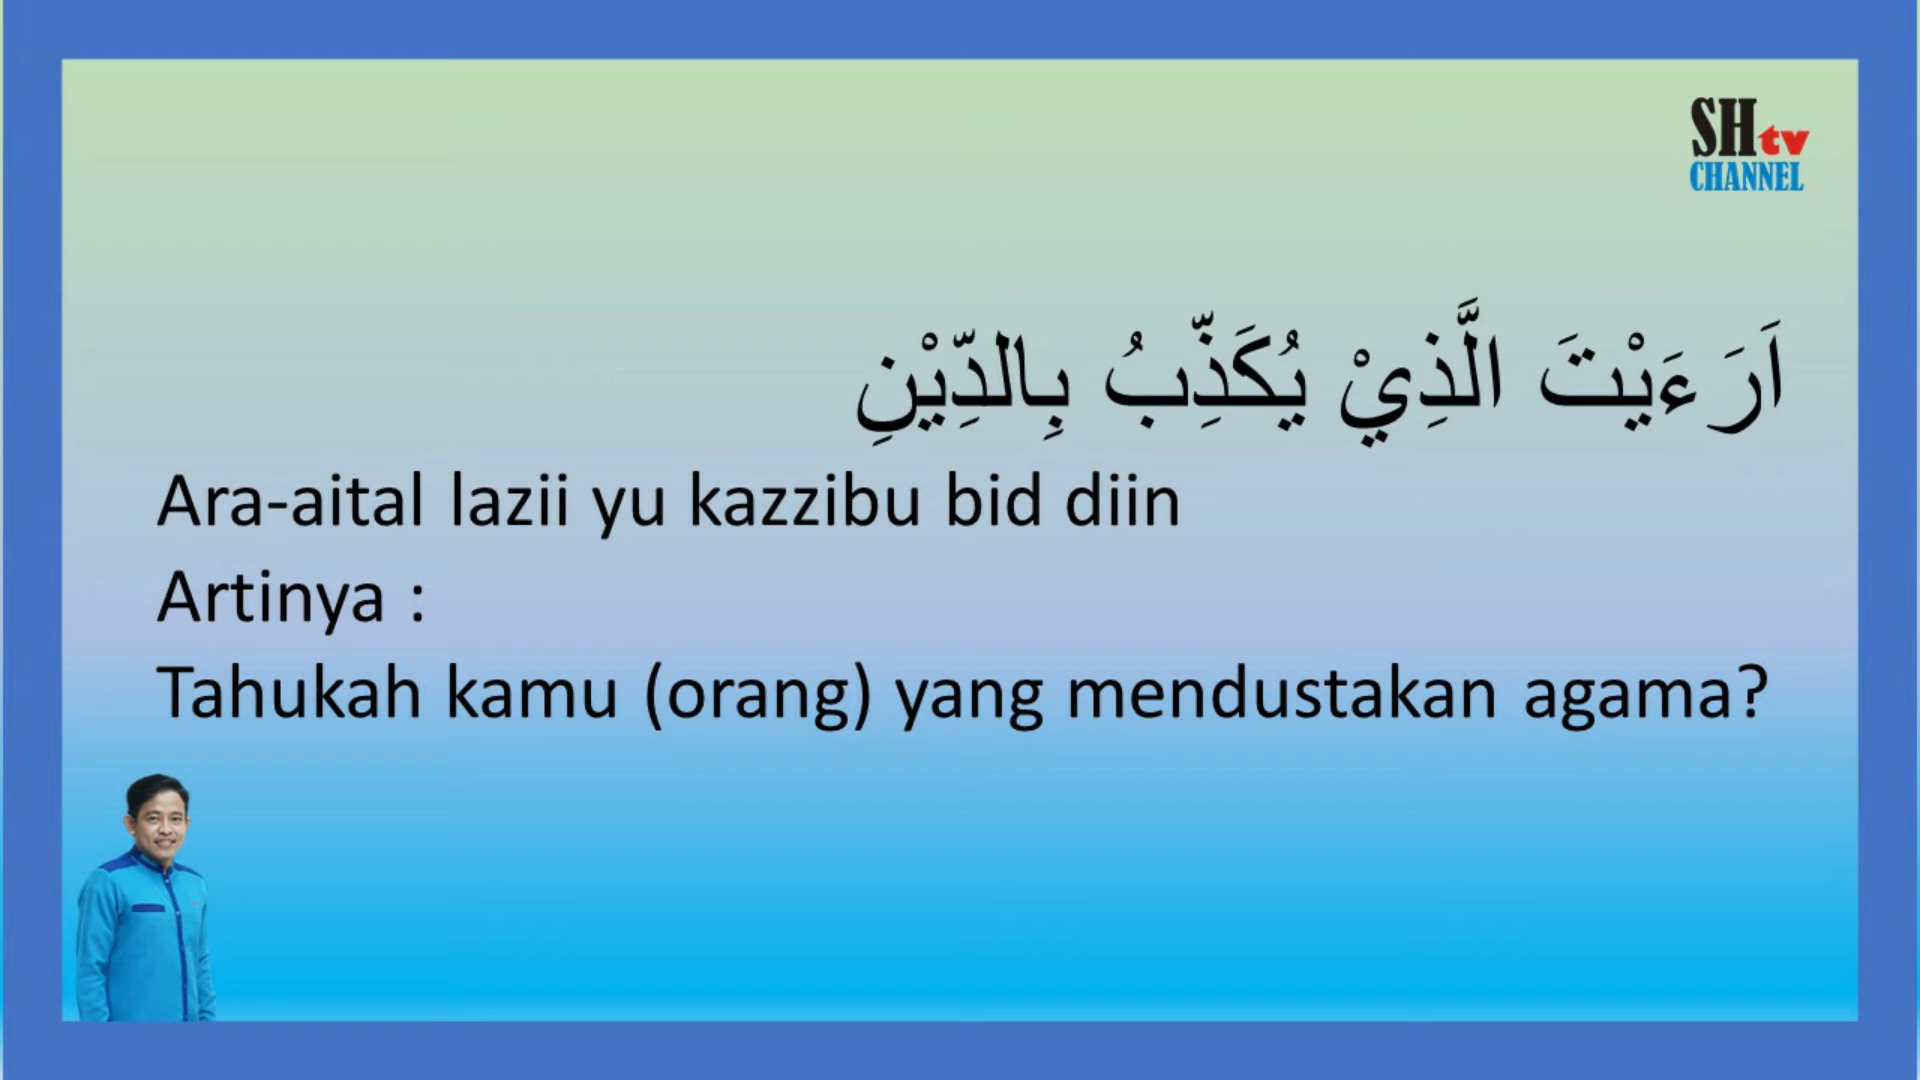 SHtv
CHANNEL
اَرَءَيْتَ الَّذِيْ يُكَذِّبُ بِالدِّيْنِ
Ara-aital lazii yu kazzibu bid diin
Artinya :
Tahukah kamu (orang) yang mendustakan agama?